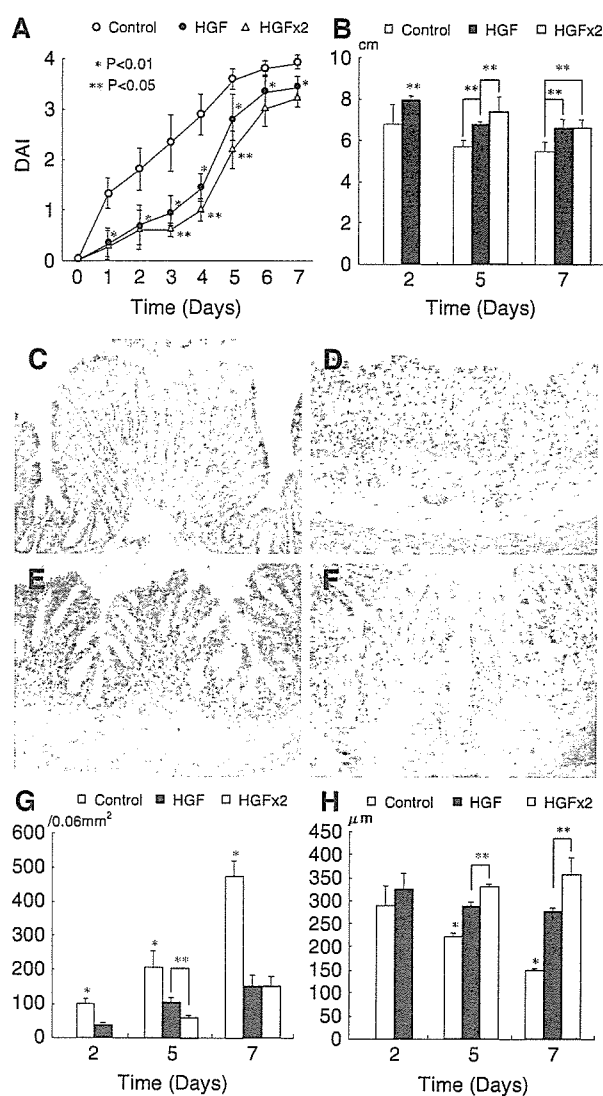 A
Control HGF HGFx2
* P<0.01
** P<0.05
DAI
4
3
2
1
0
0 1 2 3 4 5 6 7
Time (Days)
* * * * * * *
** ** **
B
Control HGF HGFx2
cm
10
8
6
4
2
0
** ** ** ** **
2 5 7
Time (Days)
C
D
E
F
G
Control HGF HGFx2
/0.06mm²
600
500
400
300
200
100
0
* * ** *
2 5 7
Time (Days)
H
Control HGF HGFx2
μm
450
400
350
300
250
200
150
100
50
0
* ** * **
2 5 7
Time (Days)